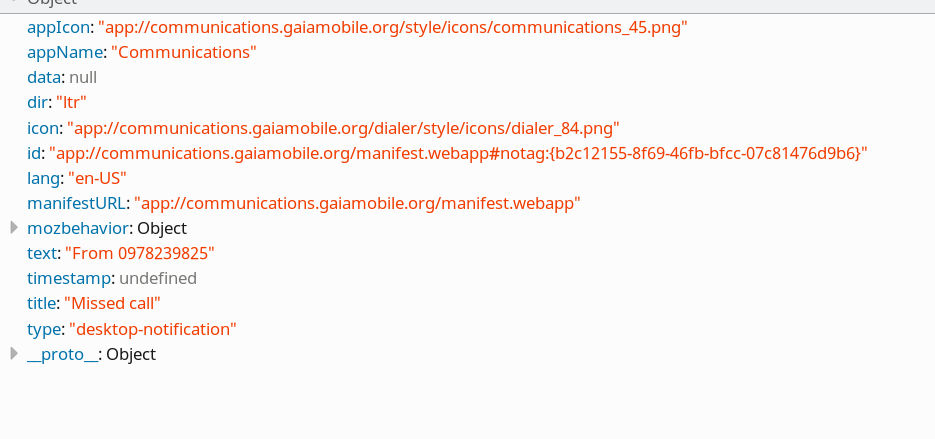 Object
appIcon: "app://communications.gaiamobile.org/style/icons/communications_45.png"
appName: "Communications"
data: null
dir: "ltr"
icon: "app://communications.gaiamobile.org/dialer/style/icons/dialer_84.png"
id: "app://communications.gaiamobile.org/manifest.webapp#notag:{b2c12155-8f69-46fb-bfcc-07c81476d9b6}"
lang: "en-US"
manifestURL: "app://communications.gaiamobile.org/manifest.webapp"
mozbehavior: Object
text: "From 0978239825"
timestamp: undefined
title: "Missed call"
type: "desktop-notification"
__proto__: Object